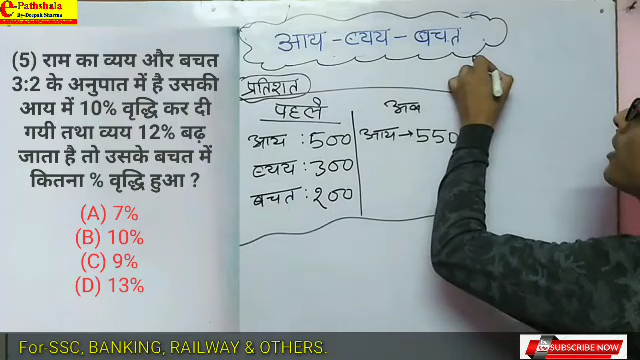 e-Pathshala
By-Deepak Sharma
(5) राम का व्यय और बचत
3:2 के अनुपात में है उसकी
आय में 10% वृद्धि कर दी
गयी तथा व्यय 12% बढ़
जाता है तो उसके बचत में
कितना % वृद्धि हुआ ?
(A) 7%
(B) 10%
(C) 9%
(D) 13%
आय - व्यय - बचत
प्रतिशत
पहले
आय : 500
व्यय : 300
बचत : 200
अब
आय → 550
For-SSC, BANKING, RAILWAY & OTHERS.
SUBSCRIBE NOW